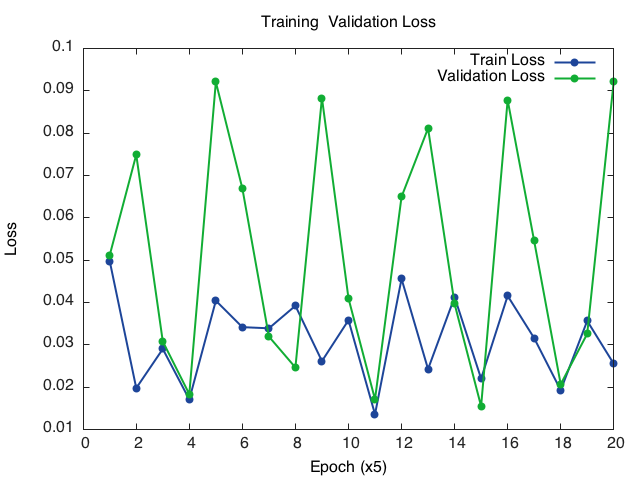 Training  Validation Loss
Train Loss
Validation Loss
0.1
0.09
0.08
0.07
0.06
0.05
0.04
0.03
0.02
0.01
Loss
0 2 4 6 8 10 12 14 16 18 20
Epoch (x5)